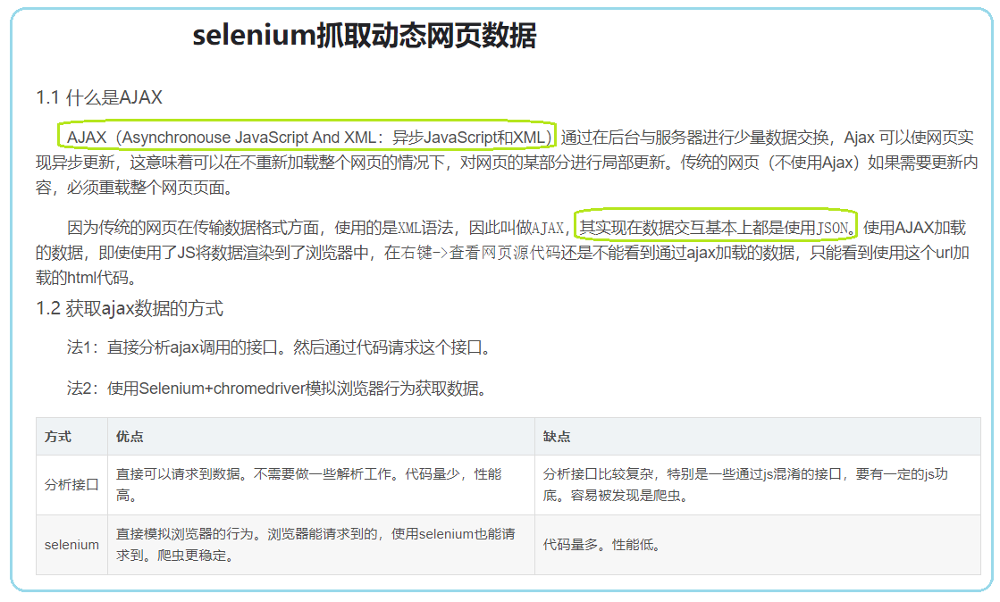 selenium抓取动态网页数据
1.1 什么是AJAX
AJAX（Asynchronouse JavaScript And XML：异步JavaScript和XML）通过在后台与服务器进行少量数据交换，Ajax 可以使网页实
现异步更新，这意味着可以在不重新加载整个网页的情况下，对网页的某部分进行局部更新。传统的网页（不使用Ajax）如果需要更新内
容，必须重载整个网页页面。
因为传统的网页在传输数据格式方面，使用的是XML语法，因此叫做AJAX，其实现在数据交互基本上都是使用JSON。使用AJAX加载
的数据，即使使用了JS将数据渲染到了浏览器中，在右键->查看网页源代码还是不能看到通过ajax加载的数据，只能看到使用这个url加
载的html代码。
1.2 获取ajax数据的方式
法1：直接分析ajax调用的接口。然后通过代码请求这个接口。
法2：使用Selenium+chromedriver模拟浏览器行为获取数据。
方式 优点 缺点
分析接口 直接可以请求到数据。不需要做一些解析工作。代码量少，性能
高。 分析接口比较复杂，特别是一些通过js混淆的接口，要有一定的js功
底。容易被发现是爬虫。
selenium 直接模拟浏览器的行为。浏览器能请求到的，使用selenium也能请
求到。爬虫更稳定。 代码量多。性能低。